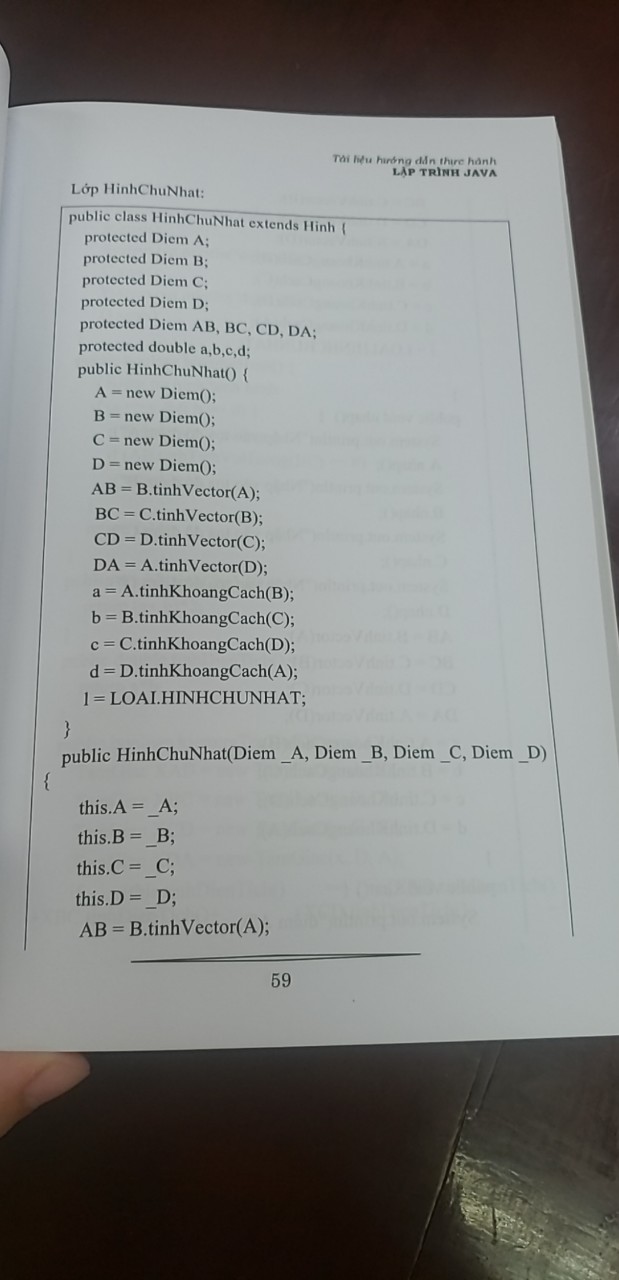 Tài liệu hướng dẫn thực hành
LẬP TRÌNH JAVA
Lớp HinhChuNhat:
public class HinhChuNhat extends Hinh {
protected Diem A;
protected Diem B;
protected Diem C;
protected Diem D;
protected Diem AB, BC, CD, DA;
protected double a,b,c,d;
public HinhChuNhat() {
A = new Diem();
B = new Diem();
C = new Diem();
D = new Diem();
AB = B.tinhVector(A);
BC = C.tinhVector(B);
CD = D.tinhVector(C);
DA = A.tinhVector(D);
a = A.tinhKhoangCach(B);
b = B.tinhKhoangCach(C);
c = C.tinhKhoangCach(D);
d = D.tinhKhoangCach(A);
l = LOAI.HINHCHUNHAT;
}
public HinhChuNhat(Diem _A, Diem _B, Diem _C, Diem _D)
{
this.A = _A;
this.B = _B;
this.C = _C;
this.D = _D;
AB = B.tinhVector(A);
59